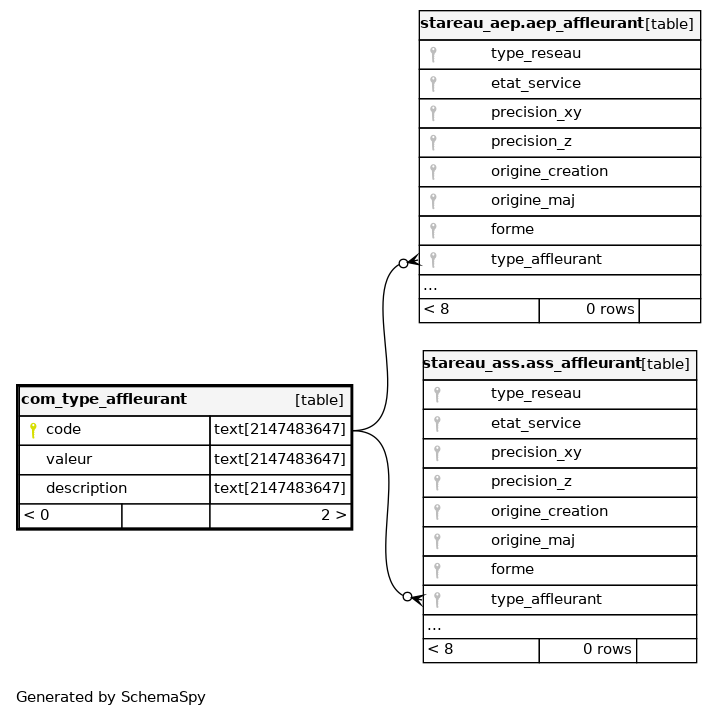 stareau_aep.aep_affleurant [table]
type_reseau
etat_service
precision_xy
precision_z
origine_creation
origine_maj
forme
type_affleurant
...
< 8 0 rows
stareau_ass.ass_affleurant [table]
type_reseau
etat_service
precision_xy
precision_z
origine_creation
origine_maj
forme
type_affleurant
...
< 8 0 rows
com_type_affleurant [table]
code text[2147483647]
valeur text[2147483647]
description text[2147483647]
< 0 2 >
Generated by SchemaSpy